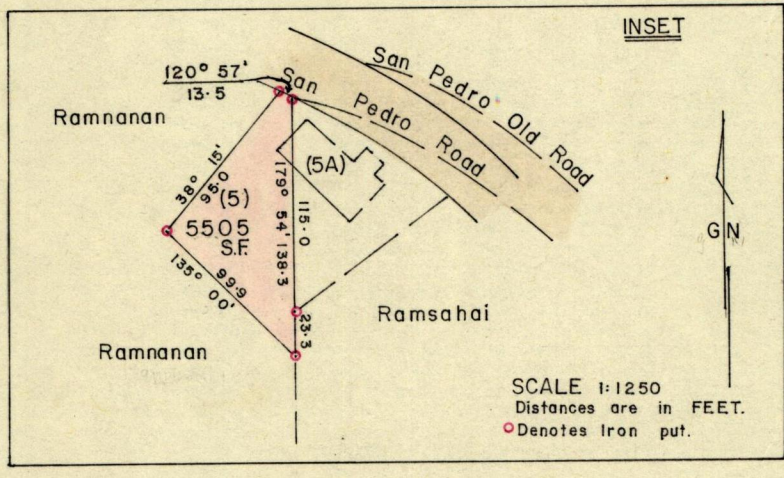 INSET
San Pedro Old Road
San Pedro Road
120° 57'
13·5
Ramnanan
38° 15'
95·0
(5)
5505
S.F.
(5A)
179° 54' 138·3
115·0
135° 00'
99·9
23·3
Ramsahai
Ramnanan
GN
SCALE 1:1250
Distances are in FEET.
Denotes Iron put.